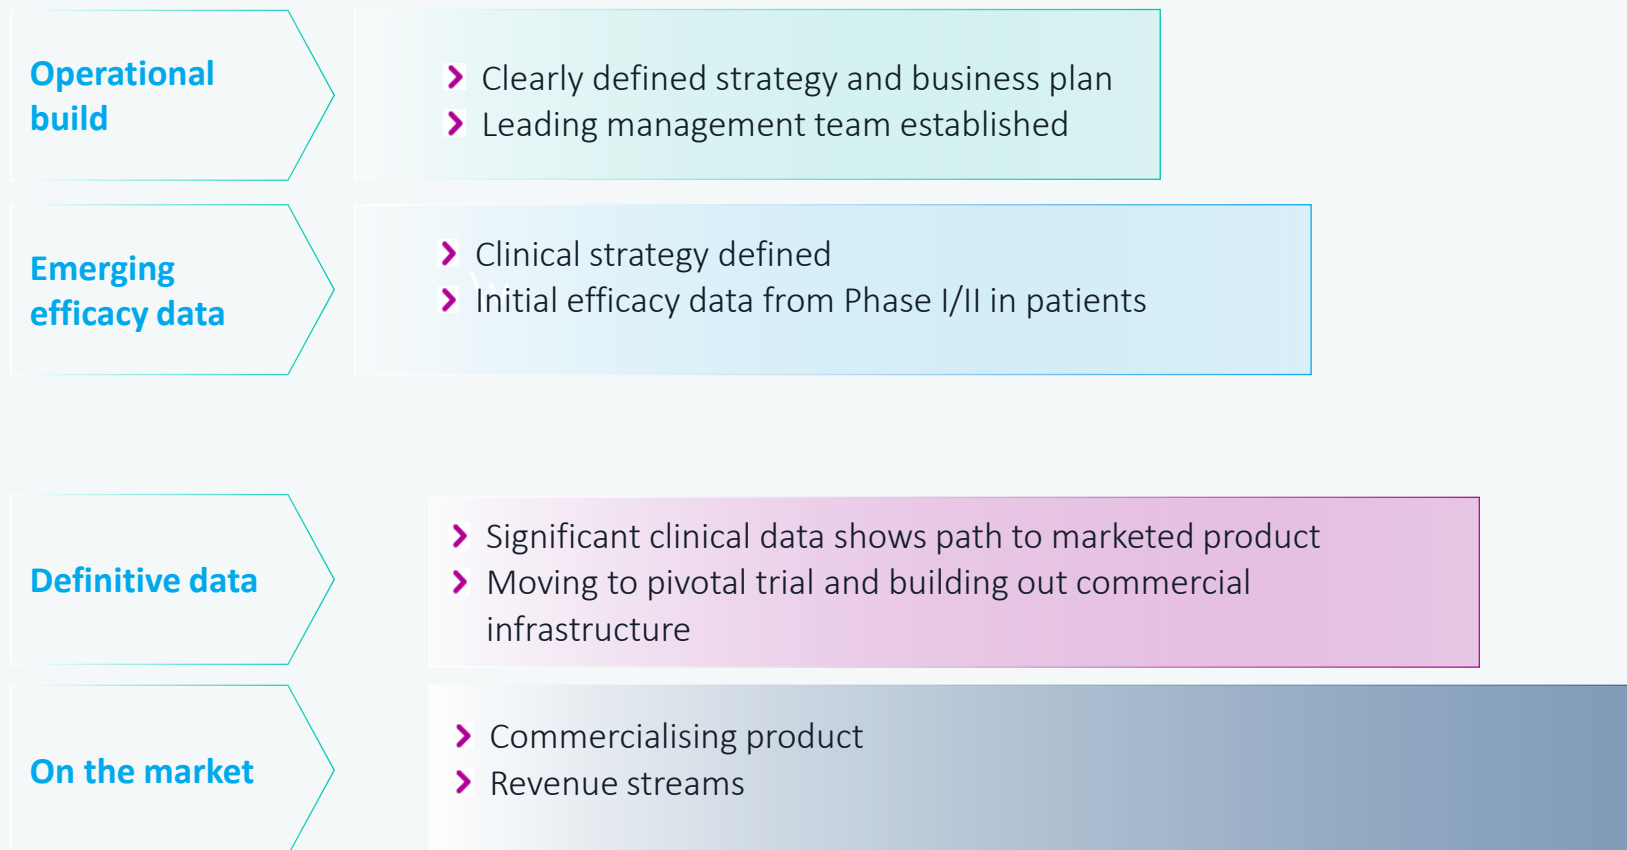 Operational
build
Clearly defined strategy and business plan
Leading management team established
Emerging
efficacy data
Clinical strategy defined
Initial efficacy data from Phase I/II in patients
Definitive data
Significant clinical data shows path to marketed product
Moving to pivotal trial and building out commercial
infrastructure
On the market
Commercialising product
Revenue streams